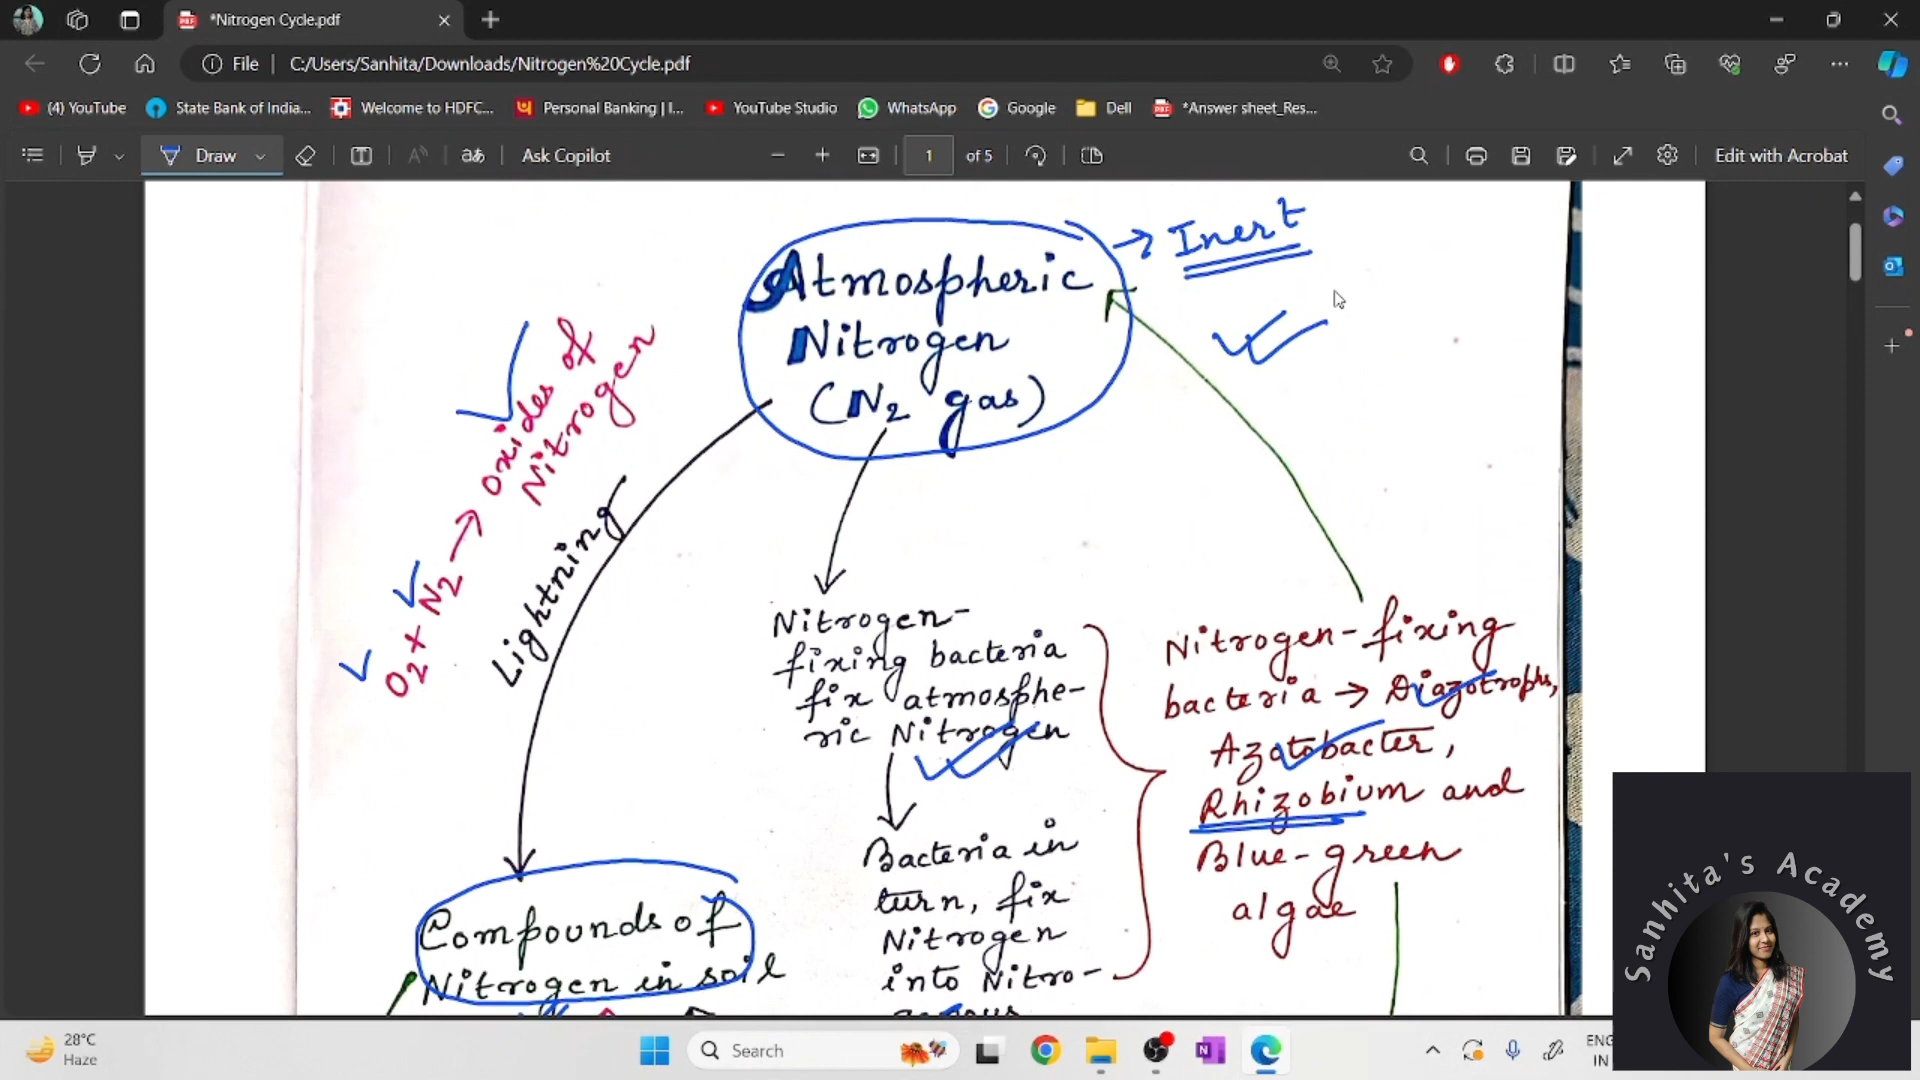 *Nitrogen Cycle.pdf
File
C:/Users/Sanhita/Downloads/Nitrogen%20Cycle.pdf
(4) YouTube
State Bank of India...
Welcome to HDFC...
Personal Banking | I...
YouTube Studio
WhatsApp
Google
Dell
*Answer sheet_Res...
Draw
Ask Copilot
1
of 5
Edit with Acrobat
Atmospheric
Nitrogen
(N2 gas)
→ Inert
O2 + N2 → oxides of
Nitrogen
Lightning
Nitrogen-
fixing bacteria
fix atmosphe-
ric Nitrogen
Bacteria in
turn, fix
Nitrogen
into Nitro-
genous
Nitrogen-fixing
bacteria → Diazotrophs,
Azotobacter,
Rhizobium and
Blue-green
algae
Compounds of
Nitrogen in soil
Sanhita's Academy
28°C
Haze
Search
ENG
IN